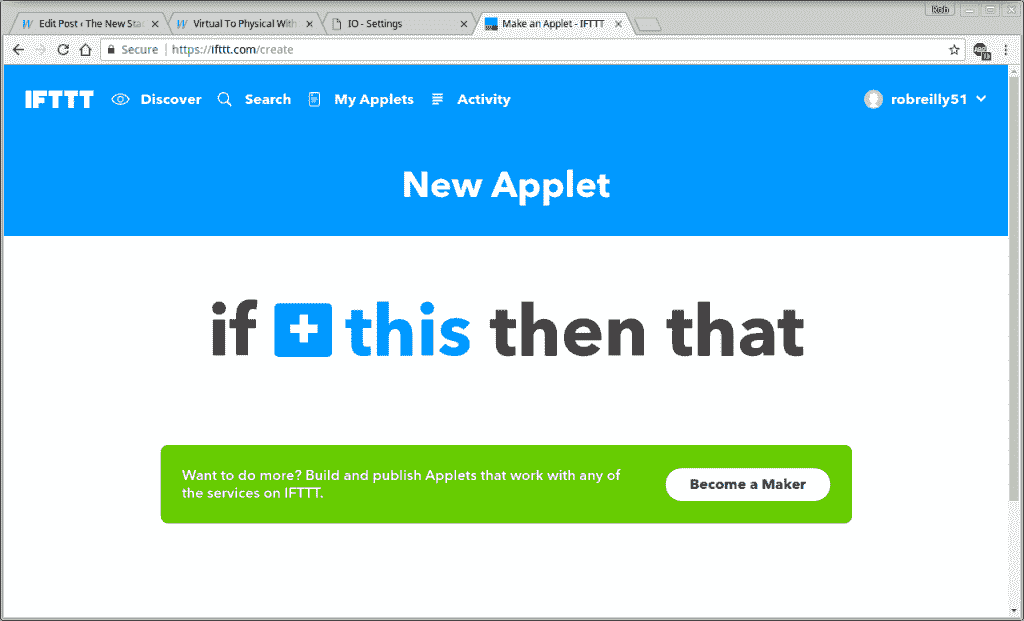 Rob
Edit Post ‹ The New Sta
Virtual To Physical With
IO - Settings
Make an Applet - IFTTT
Secure
https://ifttt.com/create
ABP
13
IFTTT
Discover
Search
My Applets
Activity
robreilly51
New Applet
if + this then that
Want to do more? Build and publish Applets that work with any of
the services on IFTTT.
Become a Maker